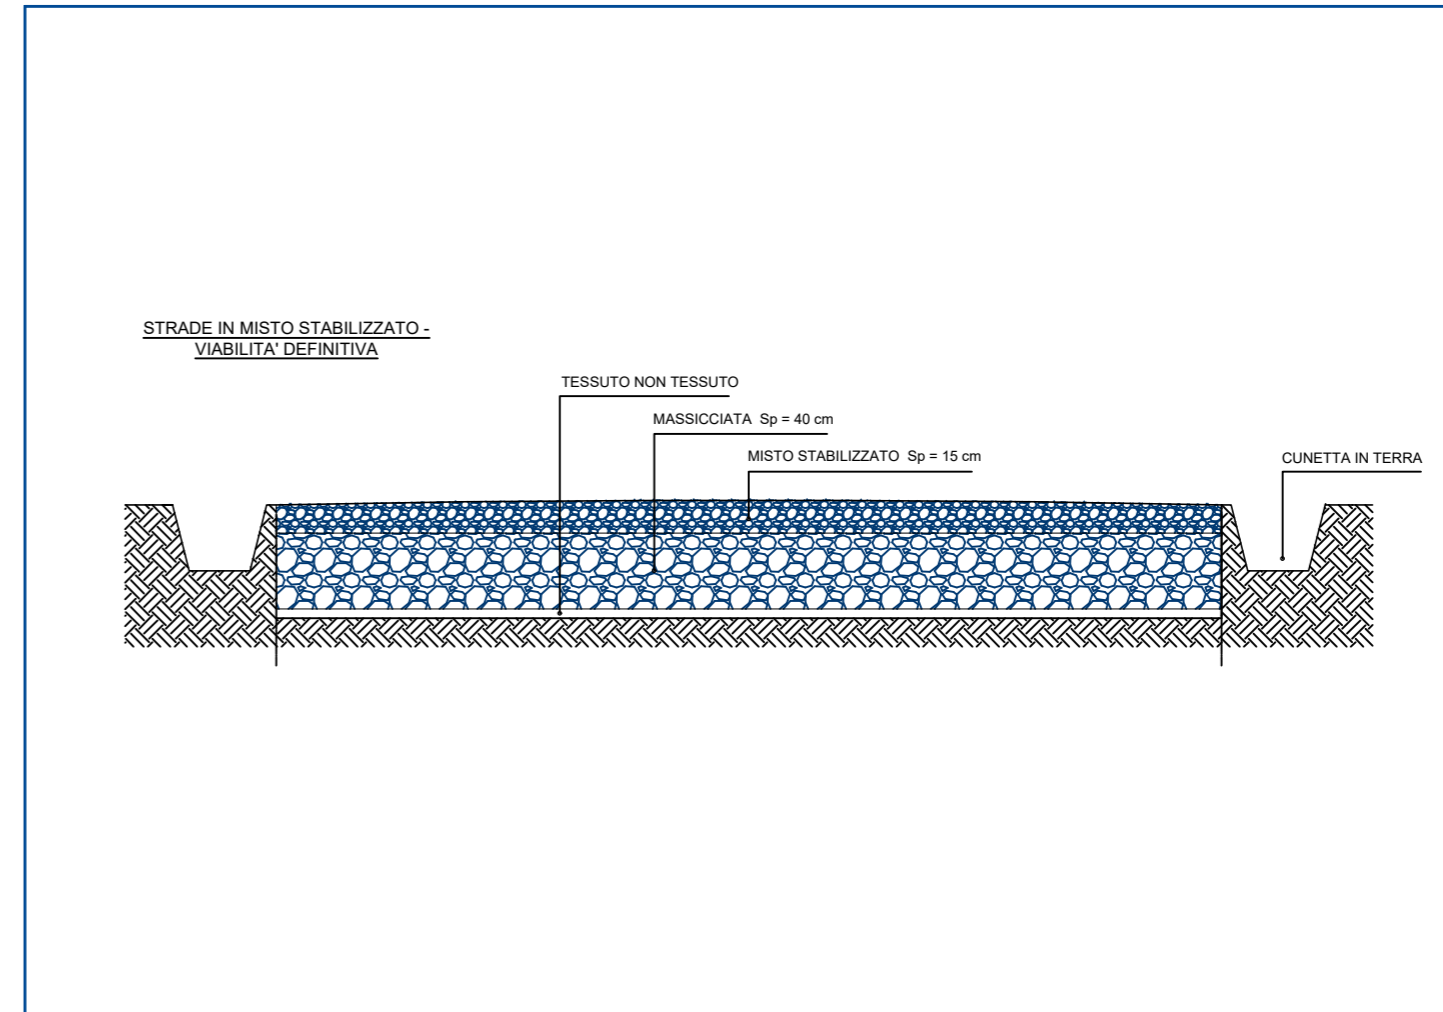 STRADE IN MISTO STABILIZZATO -
VIABILITA' DEFINITIVA
TESSUTO NON TESSUTO
MASSICCIATA Sp = 40 cm
MISTO STABILIZZATO Sp = 15 cm
CUNETTA IN TERRA